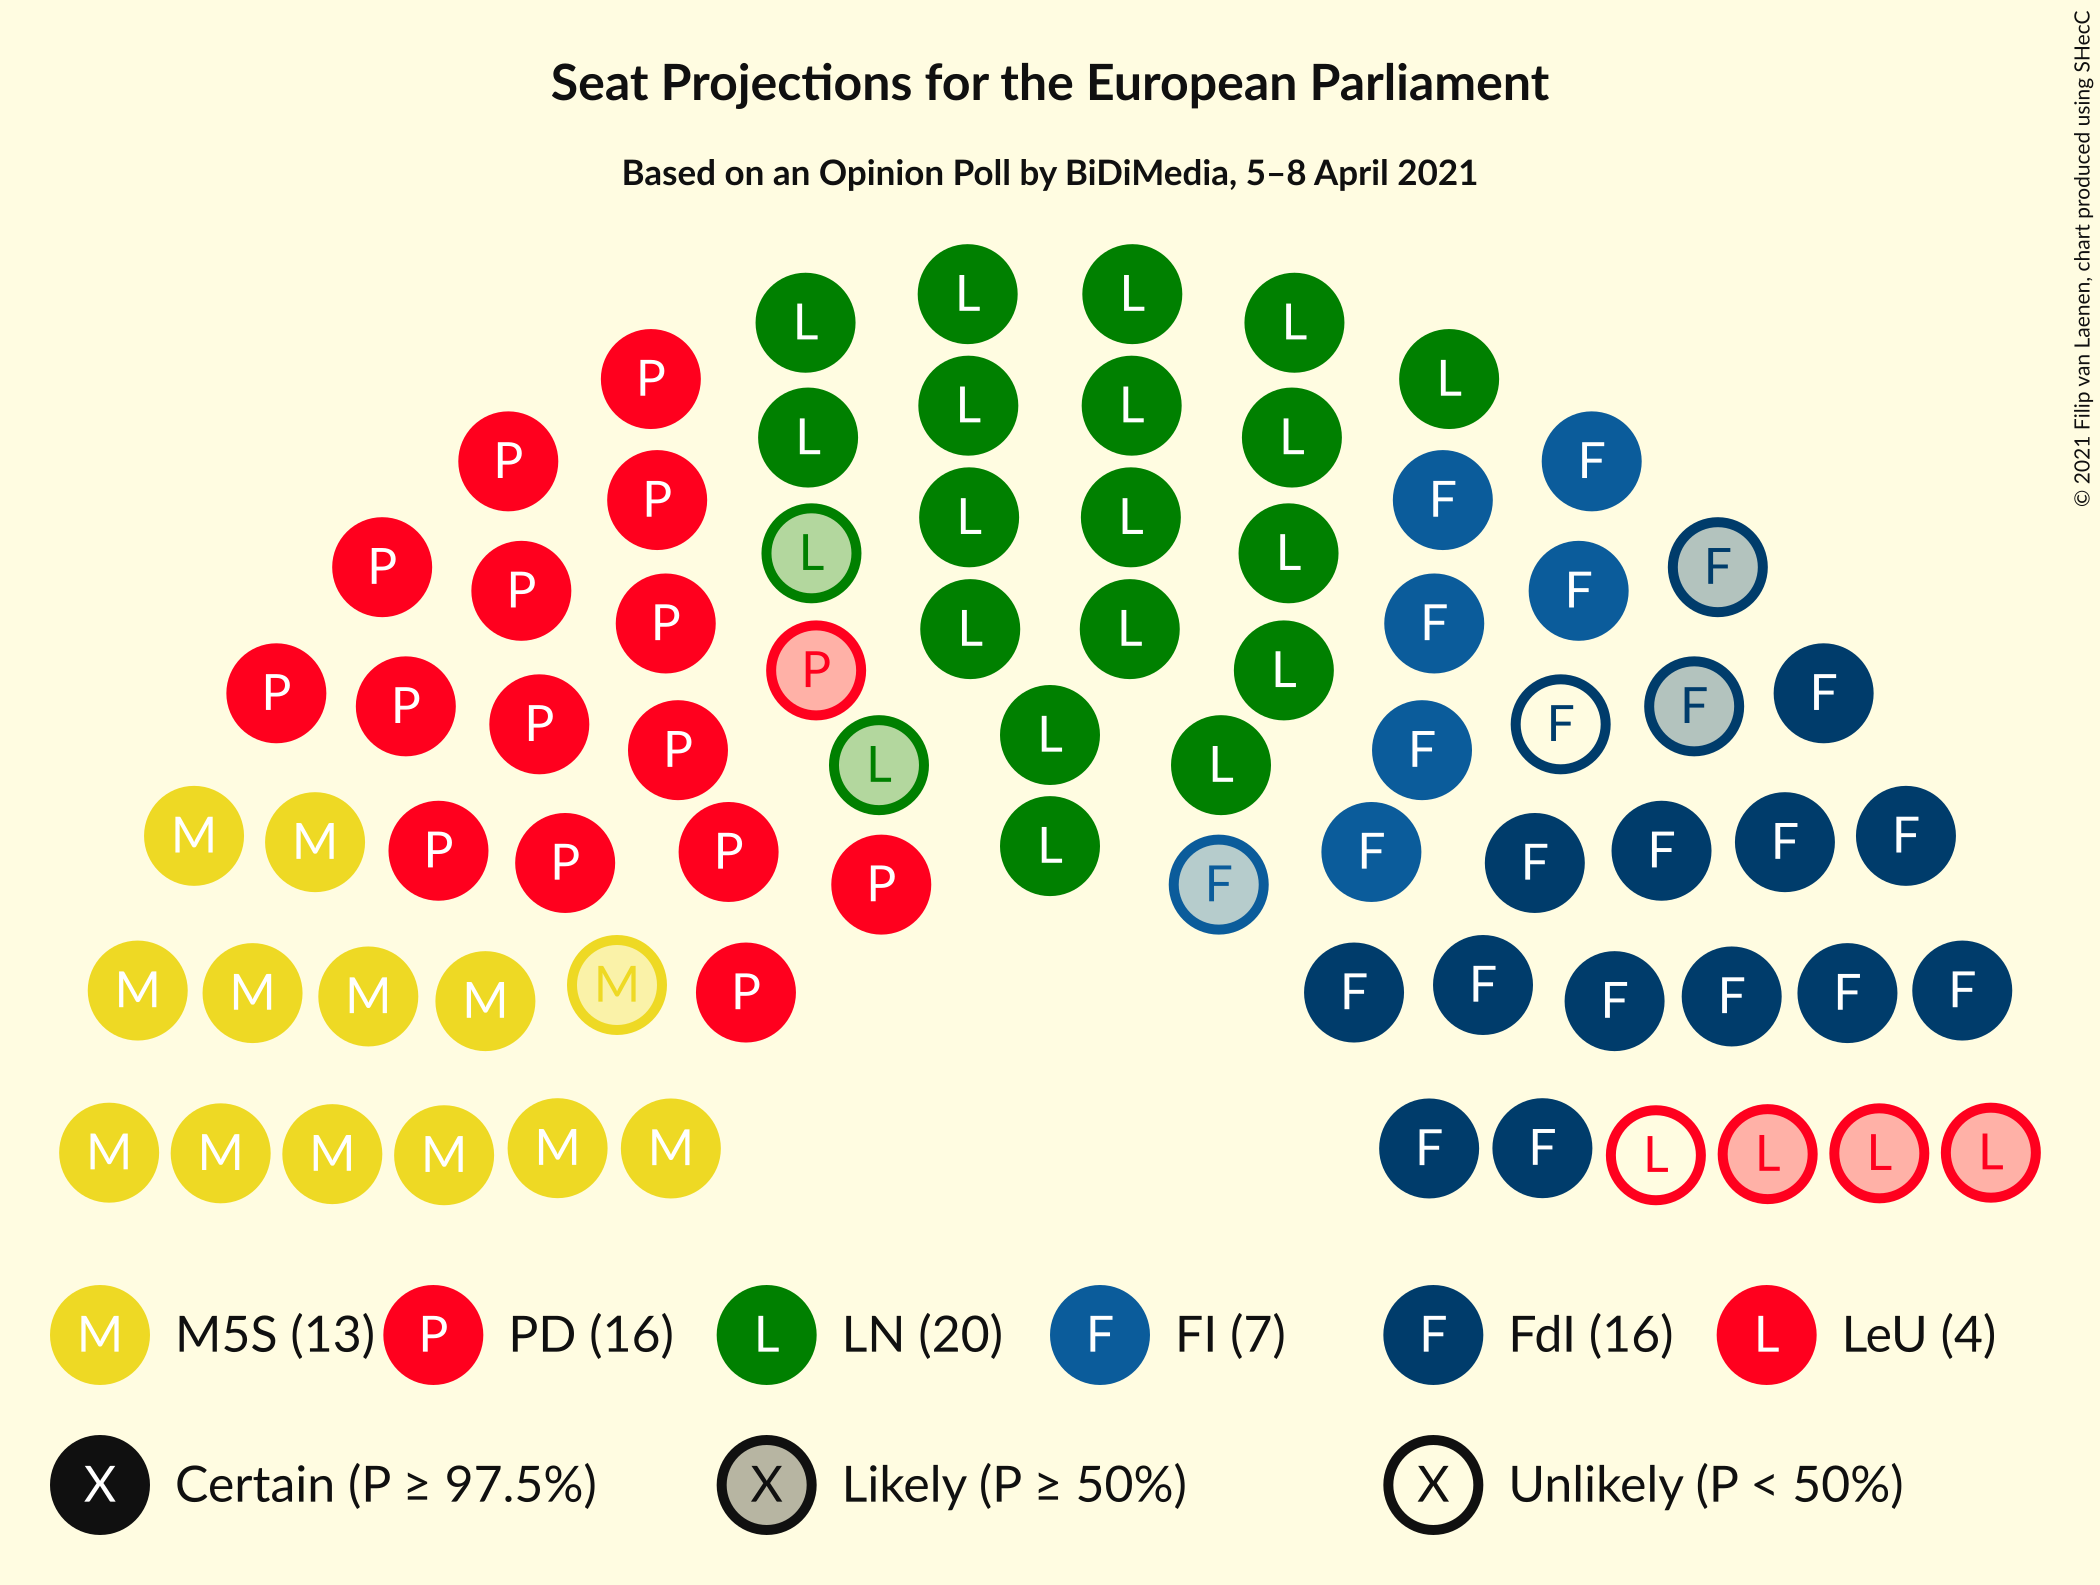 Seat Projections for the European Parliament
Based on an Opinion Poll by BiDiMedia, 5–8 April 2021
© 2021 Filip van Laenen, chart produced using SHecC
L L
L L
P L
L L
L L
P F
P F
L L
P F
P F
L L
P F
P F
L L
P L
P F
P F
P F
P F
P F
L
L L
M F
M F
P F
P P F F
L
P F
M F
M M M M P F F F F F
M F
M M M M M M F F L L L L
M M5S (13) P PD (16) L LN (20) F FI (7) F FdI (16) L LeU (4)
X Certain (P ≥ 97.5%) X Likely (P ≥ 50%) X Unlikely (P < 50%)